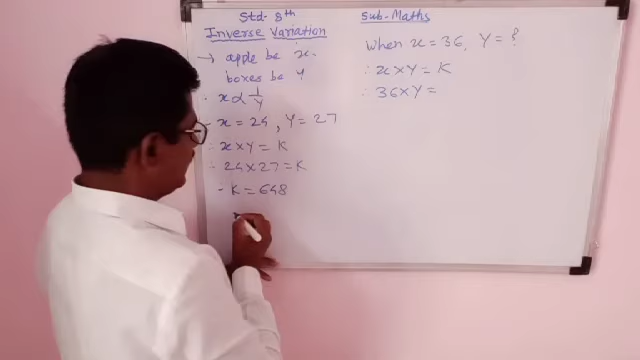 Std- 8th
Inverse Variation
→ apple be x.
boxes be y
. x ∝ 1/y
- x = 24, y = 27
∴ x × y = K
∴ 24 × 27 = K
- K = 648
Sub- Maths
When x = 36, y = ?
∴ x × y = K
∴ 36 × y =